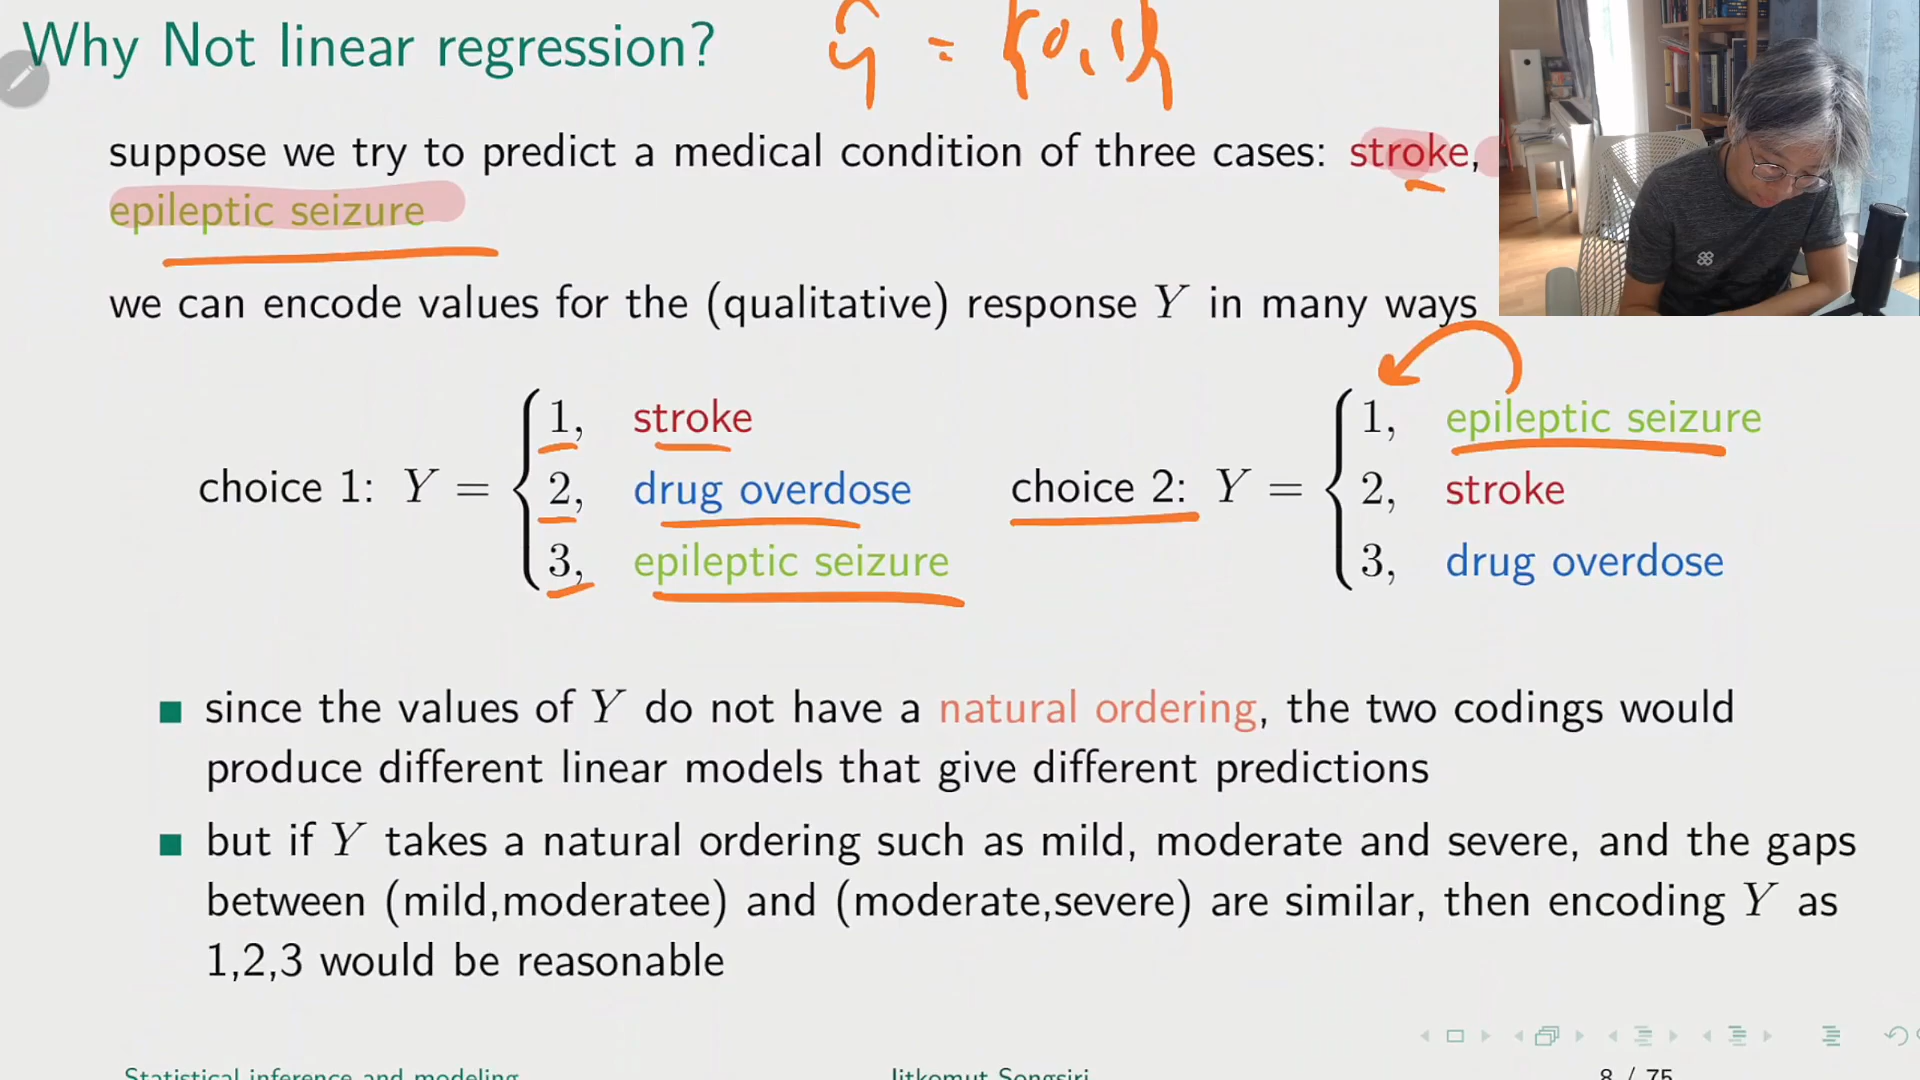 Why Not linear regression?
ŷ = {0,1}
suppose we try to predict a medical condition of three cases: stroke,
epileptic seizure
we can encode values for the (qualitative) response Y in many ways
choice 1: Y = { 1, stroke
2, drug overdose
3, epileptic seizure
choice 2: Y = { 1, epileptic seizure
2, stroke
3, drug overdose
■ since the values of Y do not have a natural ordering, the two codings would
produce different linear models that give different predictions
■ but if Y takes a natural ordering such as mild, moderate and severe, and the gaps
between (mild,moderatee) and (moderate,severe) are similar, then encoding Y as
1,2,3 would be reasonable
Statistical inference and modeling
Jitkomut Songsiri
8 / 75